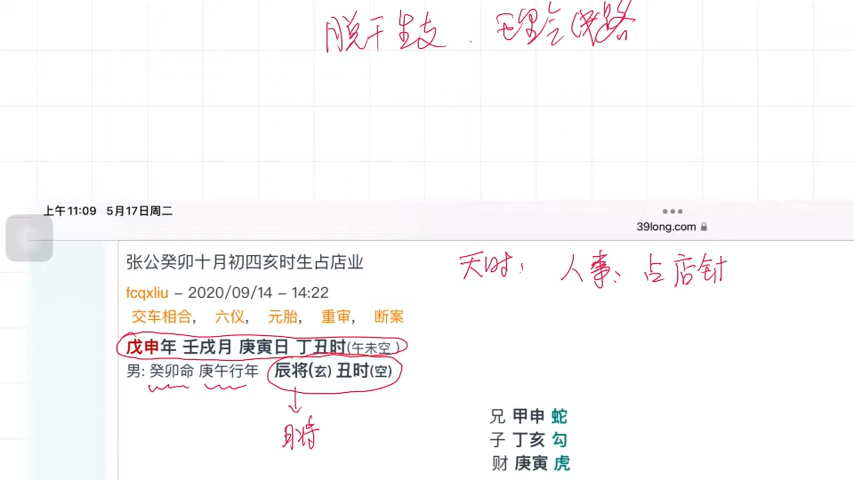 脱干生支.
上午11:09 5月17日周二
39long.com
张公癸卯十月初四亥时生占店业
天时: 人事、占店
fcqxliu – 2020/09/14 – 14:22
交车相合, 六仪, 元胎, 重审, 断案
戊申年 壬戌月 庚寅日 丁丑时(午未空)
男: 癸卯命 庚午行年 辰将(玄) 丑时(空)
月将
兄 甲申 蛇
子 丁亥 勾
财 庚寅 虎